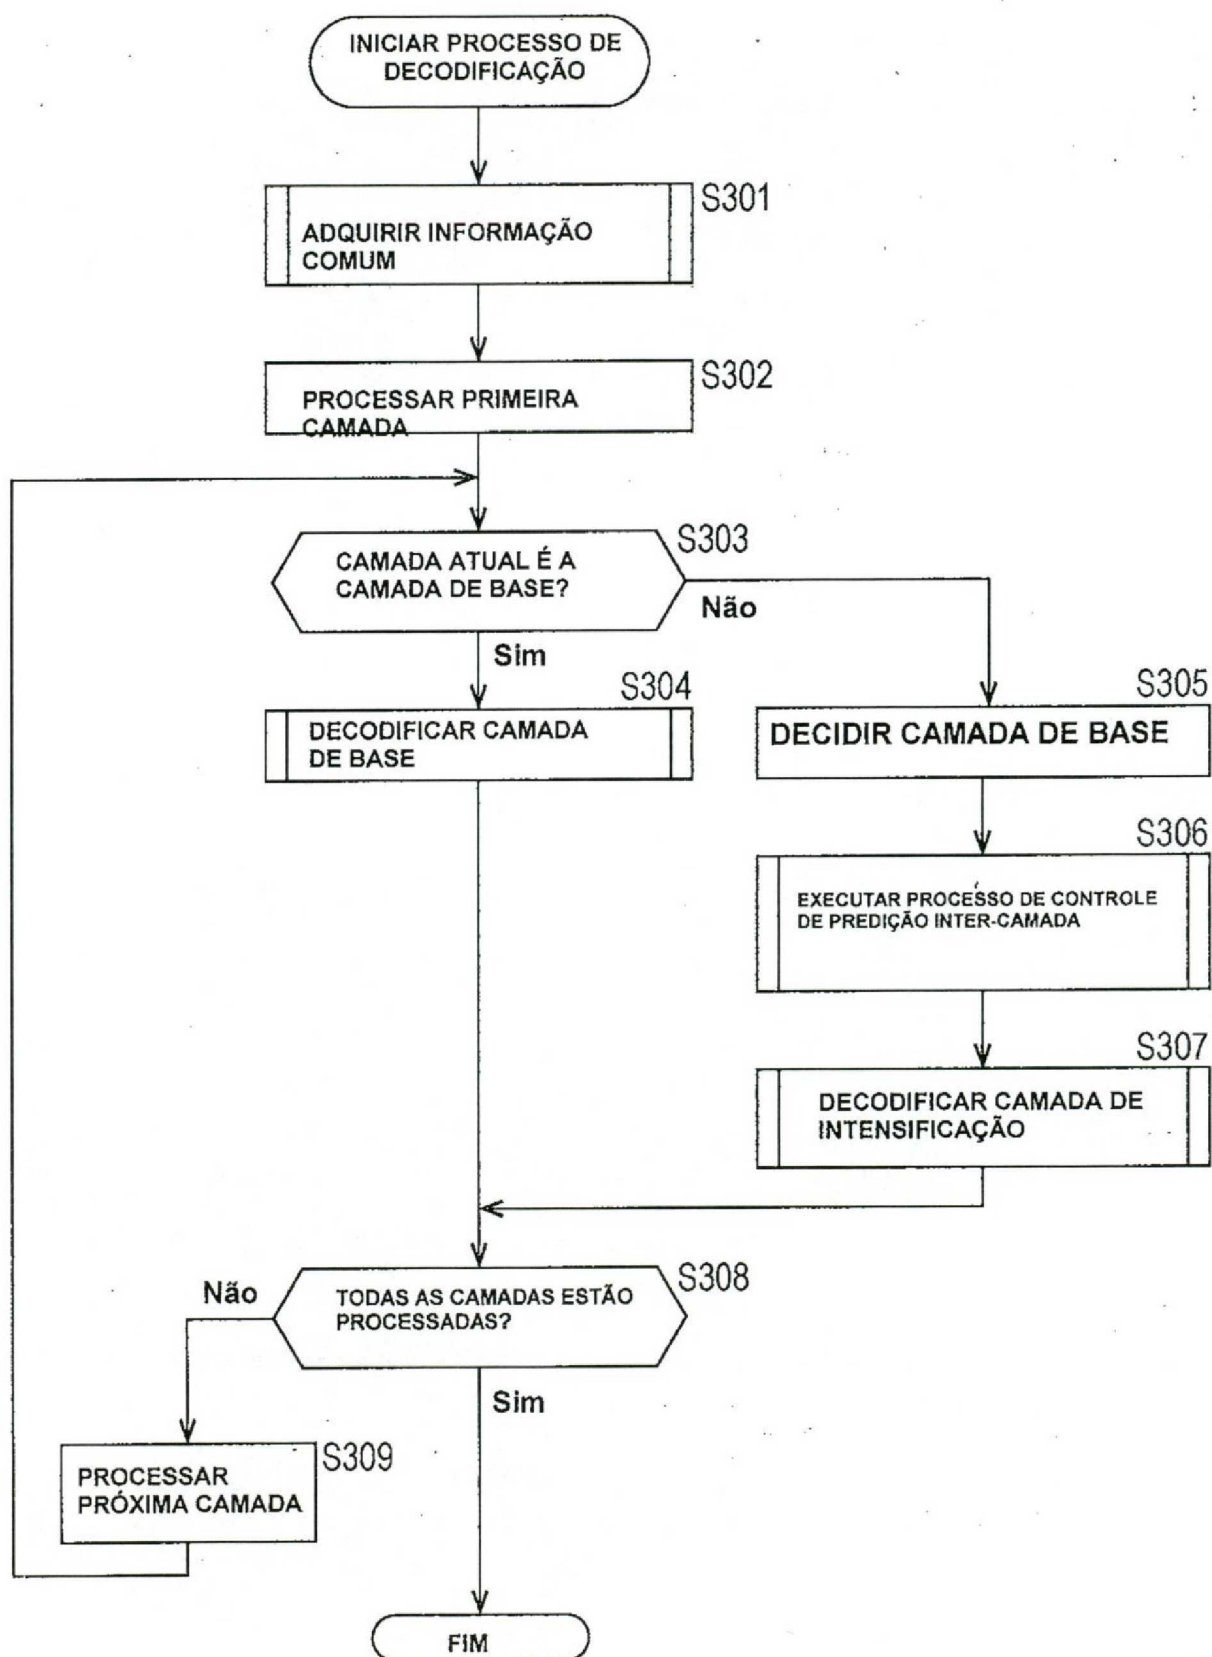 INICIAR PROCESSO DE
DECODIFICAÇÃO
S301
ADQUIRIR INFORMAÇÃO
COMUM
S302
PROCESSAR PRIMEIRA
CAMADA
S303
CAMADA ATUAL É A
CAMADA DE BASE?
Não
Sim
S304
DECODIFICAR CAMADA
DE BASE
S305
DECIDIR CAMADA DE BASE
S306
EXECUTAR PROCESSO DE CONTROLE
DE PREDIÇÃO INTER-CAMADA
S307
DECODIFICAR CAMADA DE
INTENSIFICAÇÃO
S308
TODAS AS CAMADAS ESTÃO
PROCESSADAS?
Não
Sim
S309
PROCESSAR
PRÓXIMA CAMADA
FIM